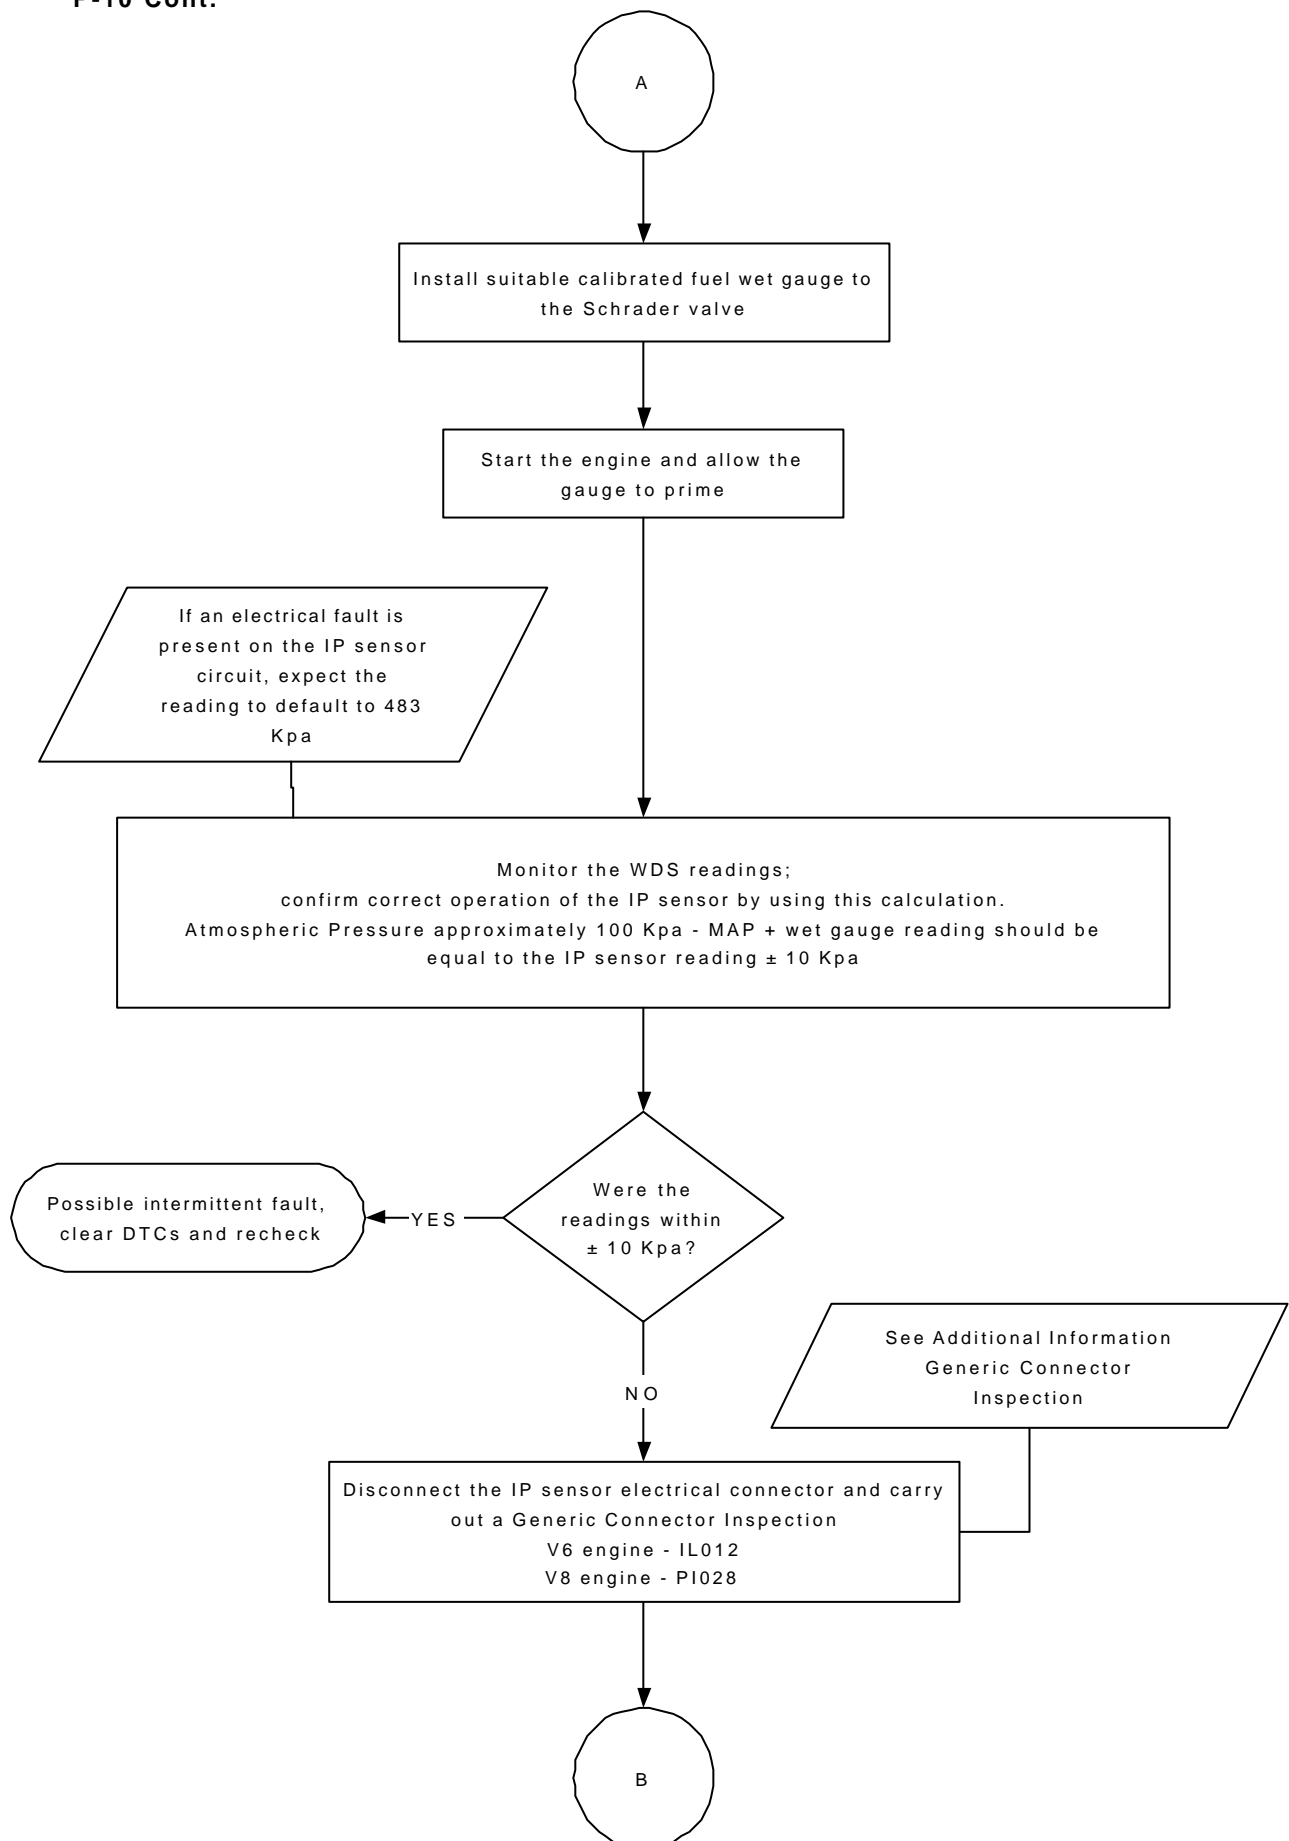 P-10 Cont.
A
Install suitable calibrated fuel wet gauge to
the Schrader valve
Start the engine and allow the
gauge to prime
If an electrical fault is
present on the IP sensor
circuit, expect the
reading to default to 483
Kpa
Monitor the WDS readings;
confirm correct operation of the IP sensor by using this calculation.
Atmospheric Pressure approximately 100 Kpa - MAP + wet gauge reading should be
equal to the IP sensor reading ± 10 Kpa
Were the
readings within
± 10 Kpa?
YES
Possible intermittent fault,
clear DTCs and recheck
NO
See Additional Information
Generic Connector
Inspection
Disconnect the IP sensor electrical connector and carry
out a Generic Connector Inspection
V6 engine - IL012
V8 engine - PI028
B